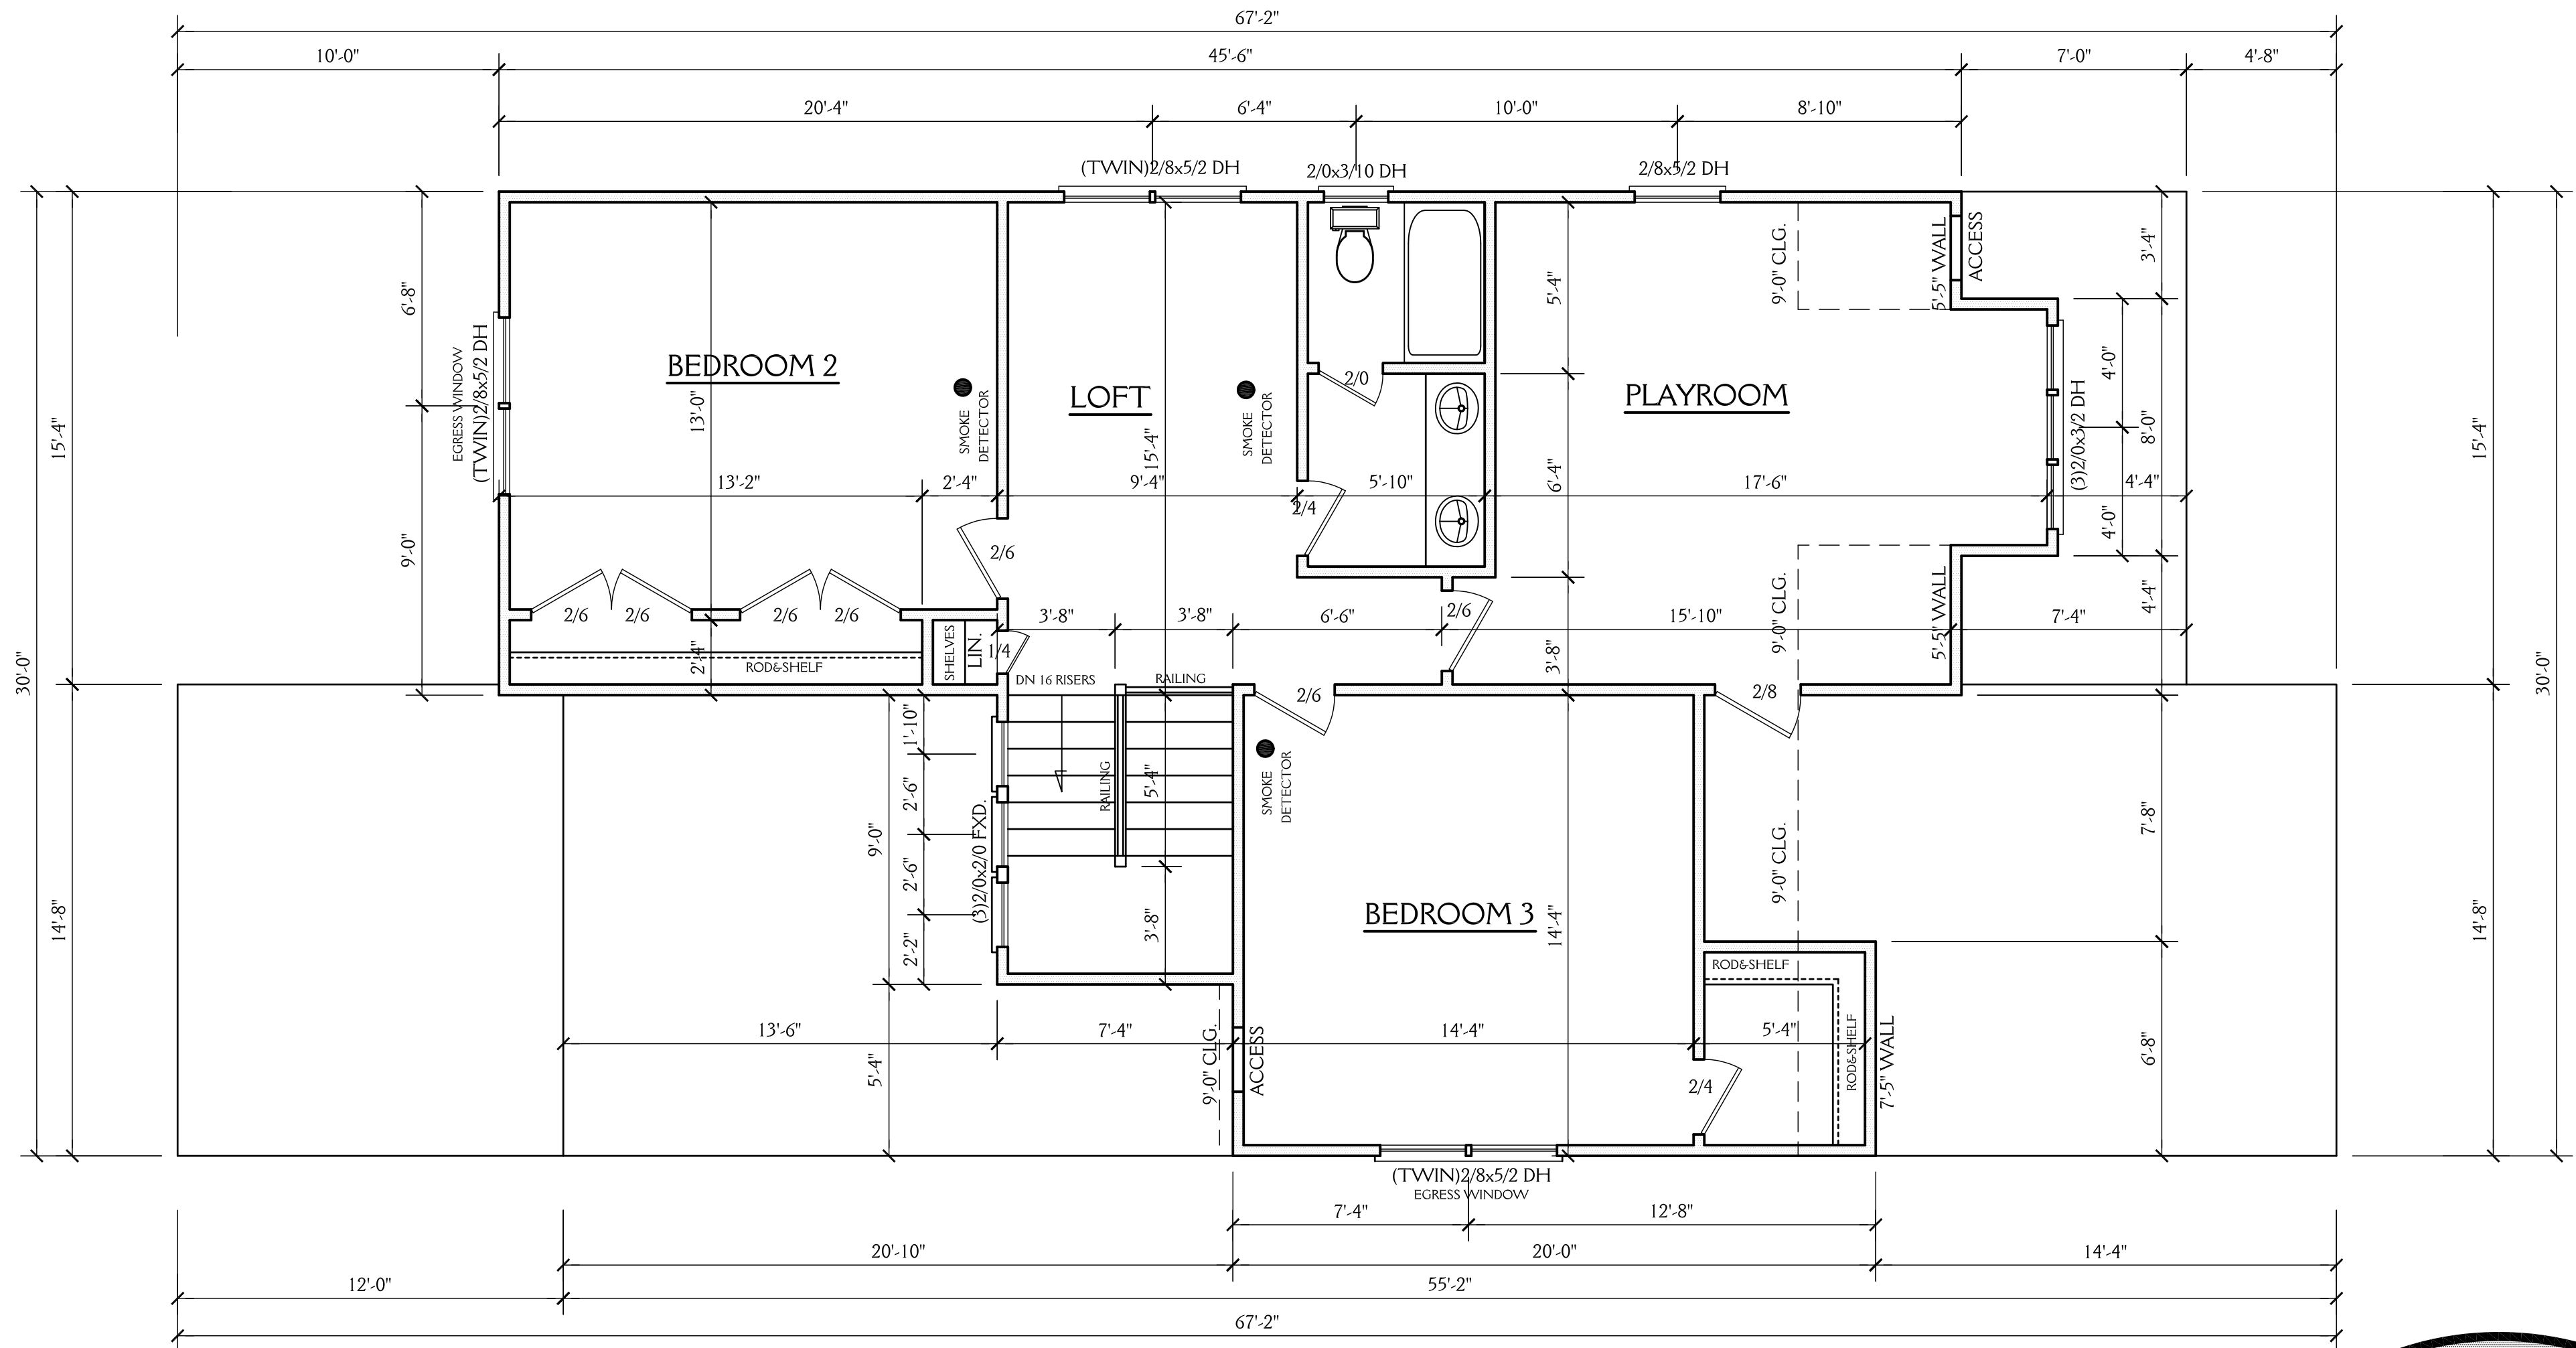 67'-2"
10'-0" 45'-6" 7'-0" 4'-8"
20'-4" 6'-4" 10'-0" 8'-10"
(TWIN)2/8x5/2 DH 2/0x3/10 DH 2/8x5/2 DH
30'-0"
15'-4"
14'-8"
6'-8"
9'-0"
EGRESS WINDOW
(TWIN)2/8x5/2 DH
BEDROOM 2
13'-0"
SMOKE
DETECTOR
13'-2" 2'-4"
2/6
2/6 2/6 2/6 2/6
2'-4"
ROD&SHELF
SHELVES
LIN.
1/4
LOFT
15'-4"
SMOKE
DETECTOR
9'-4"
2/0
2/4
5'-10"
5'-4"
6'-4"
3'-8"
PLAYROOM
17'-6"
4'-4"
9'-0" CLG.
5'-5" WALL
ACCESS
3'-4"
4'-0"
8'-0"
4'-0"
(3)2/0x3/2 DH
4'-4"
15'-4"
30'-0"
3'-8" 3'-8" 6'-6" 2/6 15'-10" 7'-4"
9'-0" CLG.
5'-5" WALL
DN 16 RISERS RAILING
2/6 2/8
1'-10"
2'-6"
2'-6"
2'-2"
9'-0"
5'-4"
(3)2/0x2/0 FXD.
RAILING
5'-4"
3'-8"
SMOKE
DETECTOR
BEDROOM 3
14'-4"
9'-0" CLG.
7'-8"
6'-8"
14'-8"
ROD&SHELF
ROD&SHELF
7'-5" WALL
13'-6" 7'-4" 14'-4" 5'-4"
9'-0" CLG.
ACCESS
2/4
(TWIN)2/8x5/2 DH
EGRESS WINDOW
7'-4" 12'-8"
20'-10" 20'-0" 14'-4"
12'-0" 55'-2"
67'-2"